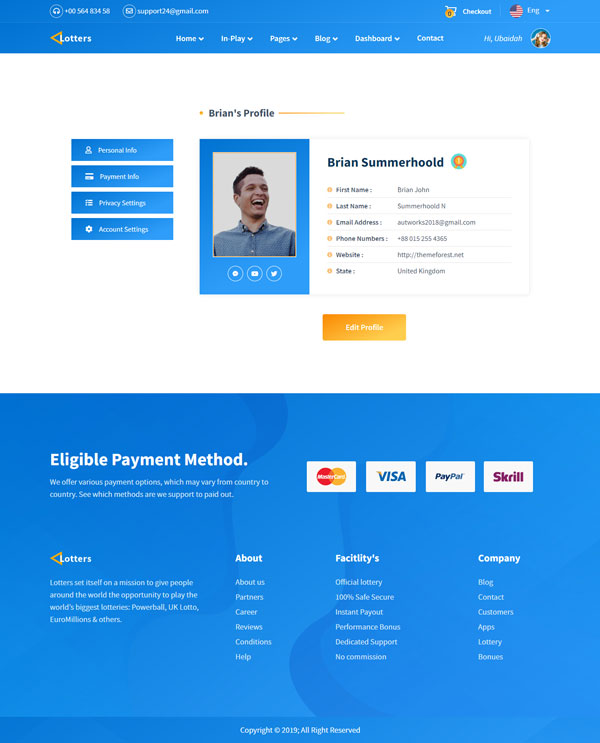 +00 564 834 58 support24@gmail.com 0 Checkout Eng
Lotters Home In-Play Pages Blog Dashboard Contact Hi, Ubaidah
Brian's Profile
Personal Info
Payment Info
Privacy Settings
Account Settings
Brian Summerhoold
First Name : Brian John
Last Name : Summerhoold N
Email Address : autworks2018@gmail.com
Phone Numbers : +88 015 255 4365
Website : http://themeforest.net
State : United Kingdom
Edit Profile
Eligible Payment Method.
We offer various payment options, which may vary from country to
country. See which methods are we support to paid out.
MasterCard VISA PayPal Skrill
Lotters
Lotters set itself on a mission to give people
around the world the opportunity to play the
world's biggest lotteries: Powerball, UK Lotto,
EuroMillions & others.
About
About us
Partners
Career
Reviews
Conditions
Help
Facitlity's
Official lottery
100% Safe Secure
Instant Payout
Performance Bonus
Dedicated Support
No commission
Company
Blog
Contact
Customers
Apps
Lottery
Bonues
Copyright © 2019; All Right Reserved